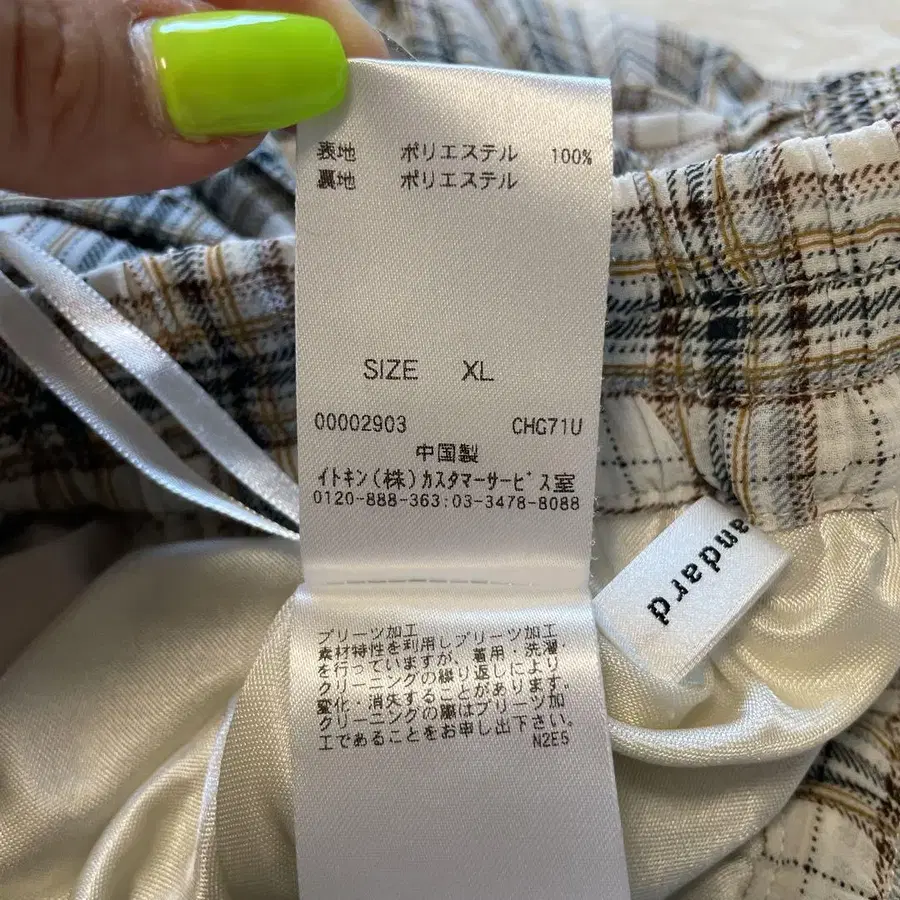 表地 ポリエステル 100%
裏地 ポリエステル
SIZE XL
00002903 CHG71U
中国製
イトキン(株)カスタマーサービス室
0120-888-363:03-3478-8088
プリーツ加工
素材特性を利用しプリーツ加工
を行っていますが、着用・洗濯・
クリーニングの繰り返しにより
変化・消失することがあります。
クリーニングの際はプリーツ加
工であることをお申し出下さい。
N2E5
andard